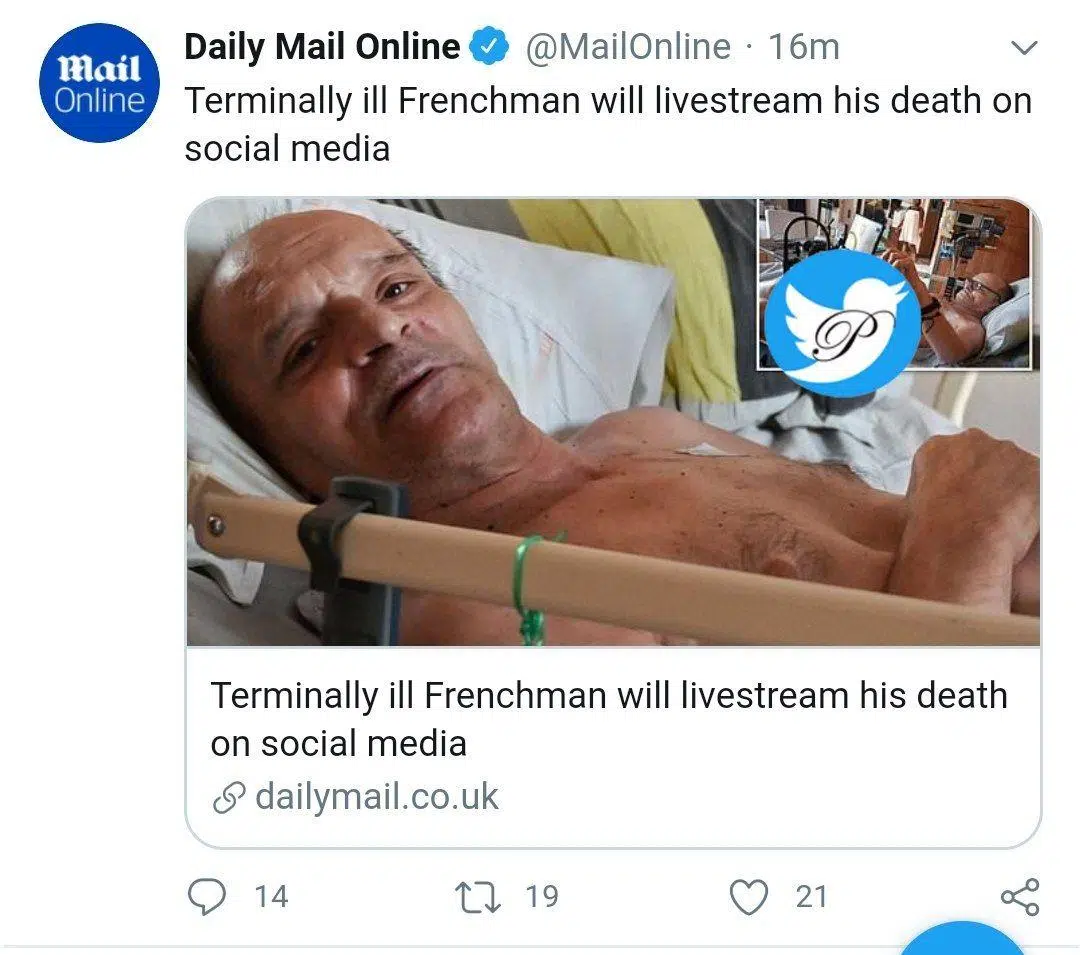 Mail
Online
Daily Mail Online @MailOnline · 16m
Terminally ill Frenchman will livestream his death on
social media
P
Terminally ill Frenchman will livestream his death
on social media
dailymail.co.uk
14 19 21